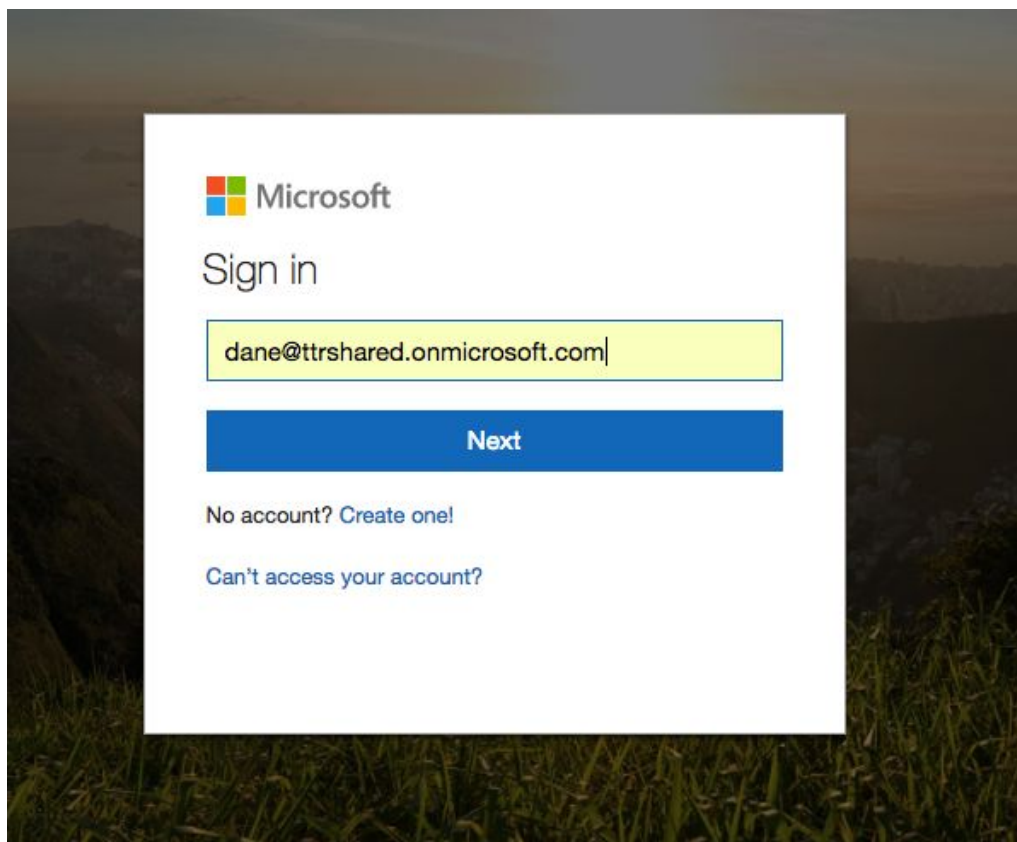 Microsoft
Sign in
dane@ttrshared.onmicrosoft.com
Next
No account? Create one!
Can't access your account?